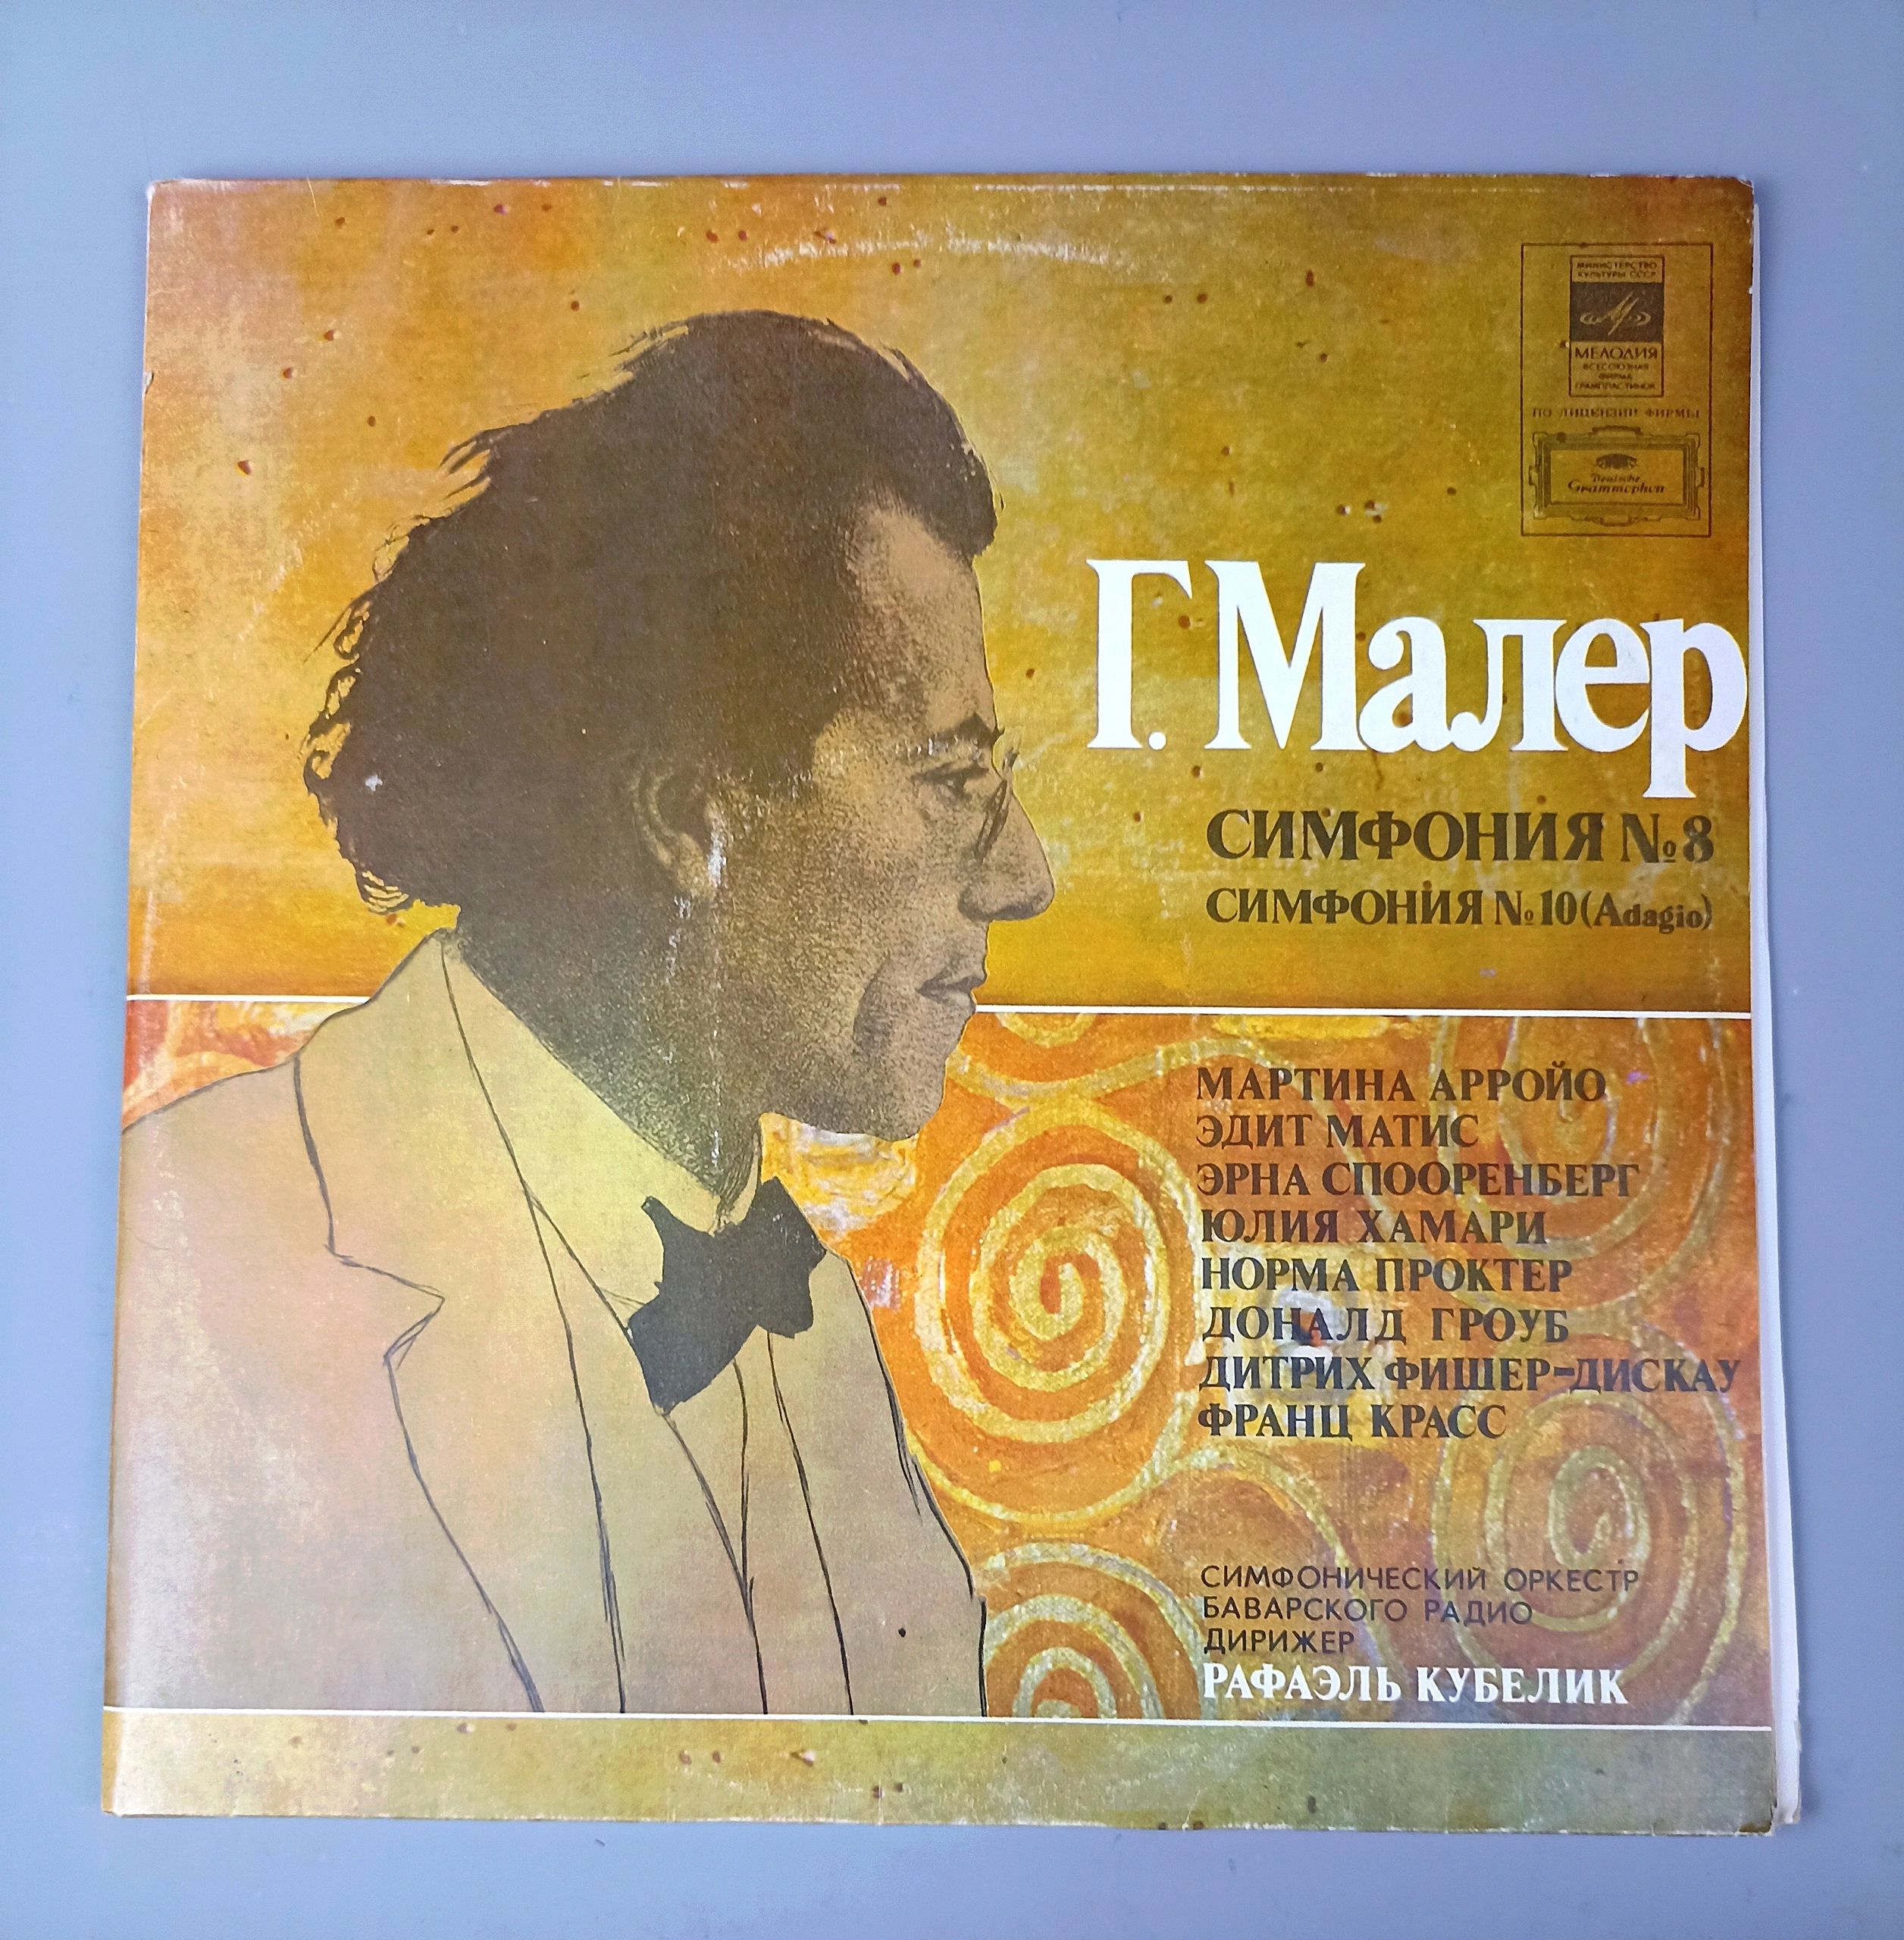 МИНИСТЕРСТВО
КУЛЬТУРЫ СССР
МЕЛОДИЯ
ВСЕСОЮЗНАЯ
ФИРМА
ГРАМПЛАСТИНОК
ПО ЛИЦЕНЗИИ ФИРМЫ
Deutsche
Grammophon
Г. Малер
СИМФОНИЯ №8
СИМФОНИЯ №10 (Adagio)
МАРТИНА АРРОЙО
ЭДИТ МАТИС
ЭРНА СПООРЕНБЕРГ
ЮЛИЯ ХАМАРИ
НОРМА ПРОКТЕР
ДОНАЛД ГРОУБ
ДИТРИХ ФИШЕР-ДИСКАУ
ФРАНЦ КРАСС
СИМФОНИЧЕСКИЙ ОРКЕСТР
БАВАРСКОГО РАДИО
ДИРИЖЕР
РАФАЭЛЬ КУБЕЛИК